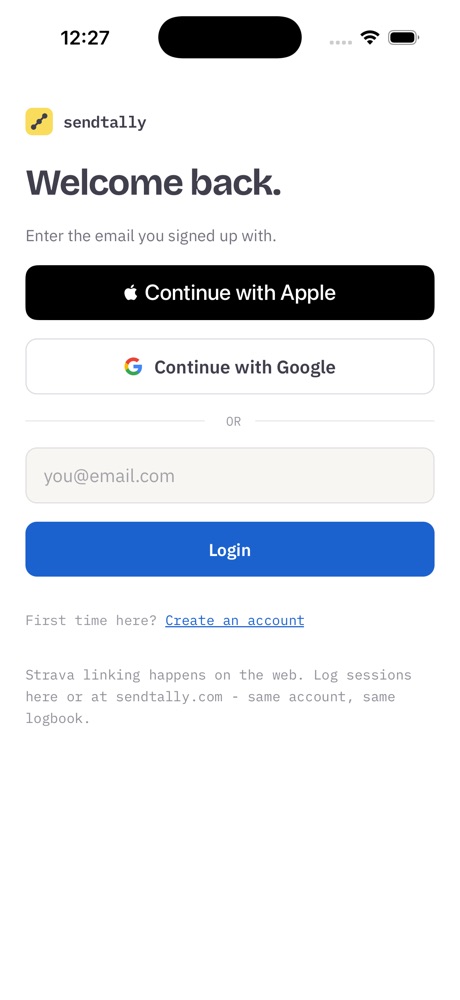 12:27
sendtally
Welcome back.
Enter the email you signed up with.
Continue with Apple
Continue with Google
OR
you@email.com
Login
First time here? Create an account
Strava linking happens on the web. Log sessions
here or at sendtally.com - same account, same
logbook.